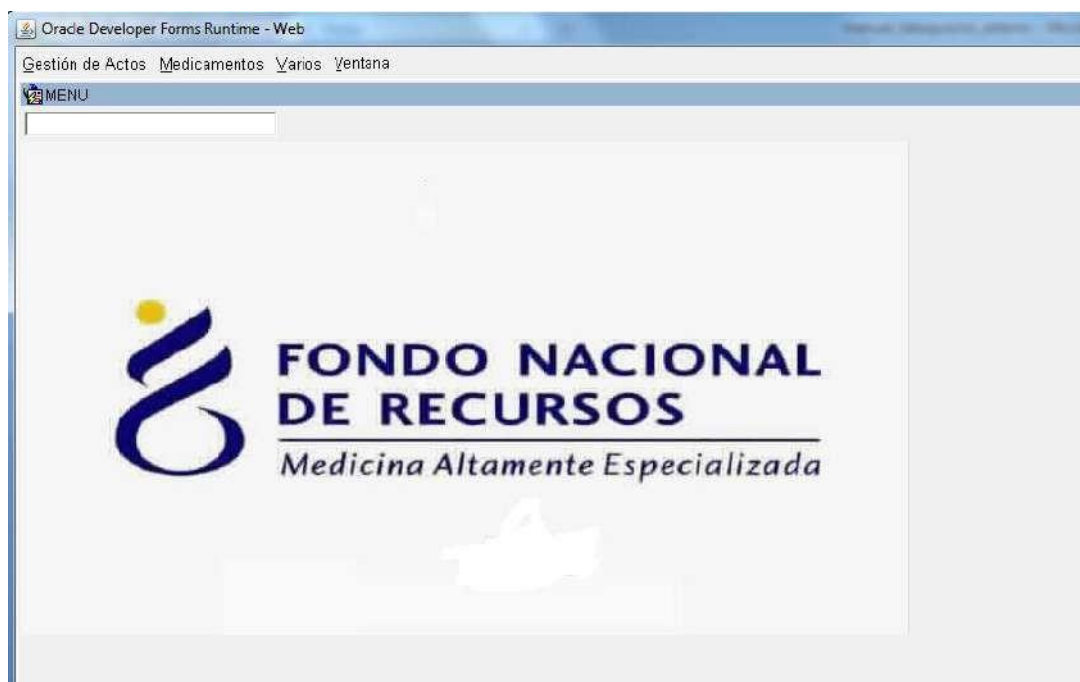 Oracle Developer Forms Runtime - Web
Gestión de Actos Medicamentos Varios Ventana
MENU
FONDO NACIONAL
DE RECURSOS
Medicina Altamente Especializada